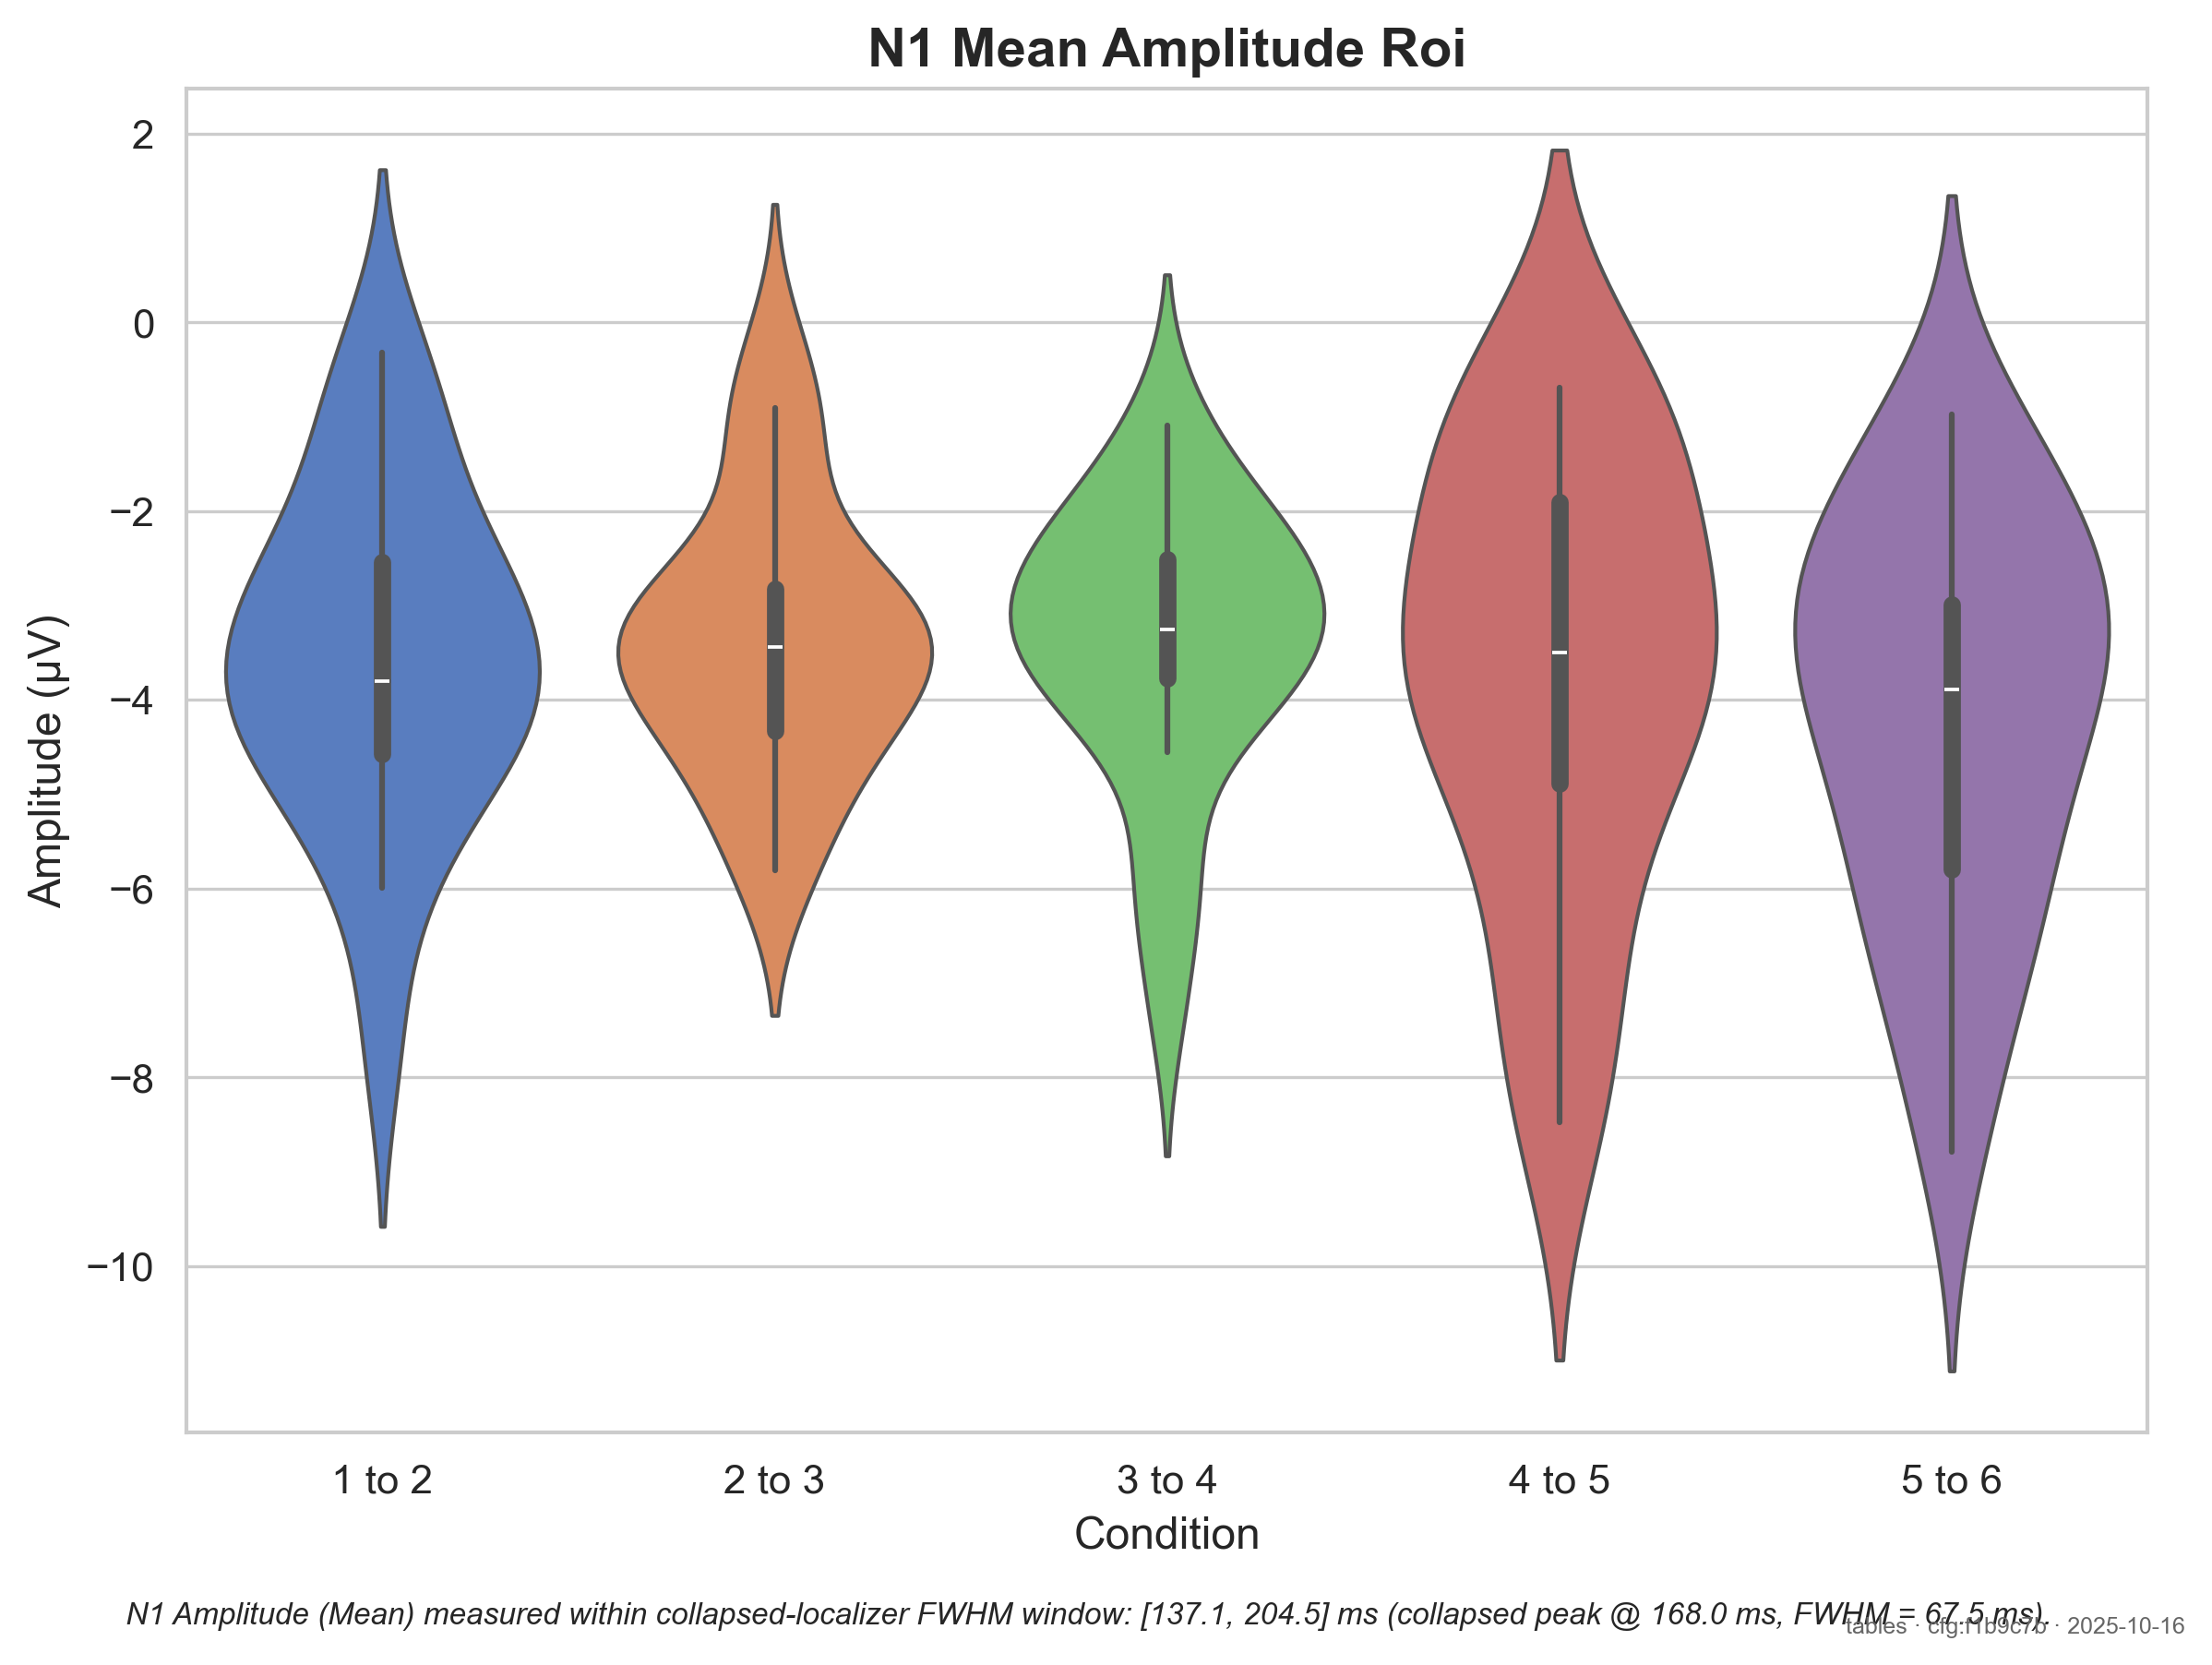 N1 Mean Amplitude Roi
2
0
−2
−4
−6
−8
−10
Amplitude (µV)
1 to 2 2 to 3 3 to 4 4 to 5 5 to 6
Condition
N1 Amplitude (Mean) measured within collapsed-localizer FWHM window: [137.1, 204.5] ms (collapsed peak @ 168.0 ms, FWHM = 67.5 ms).
tables · cfg:f1b9c7b · 2025-10-16